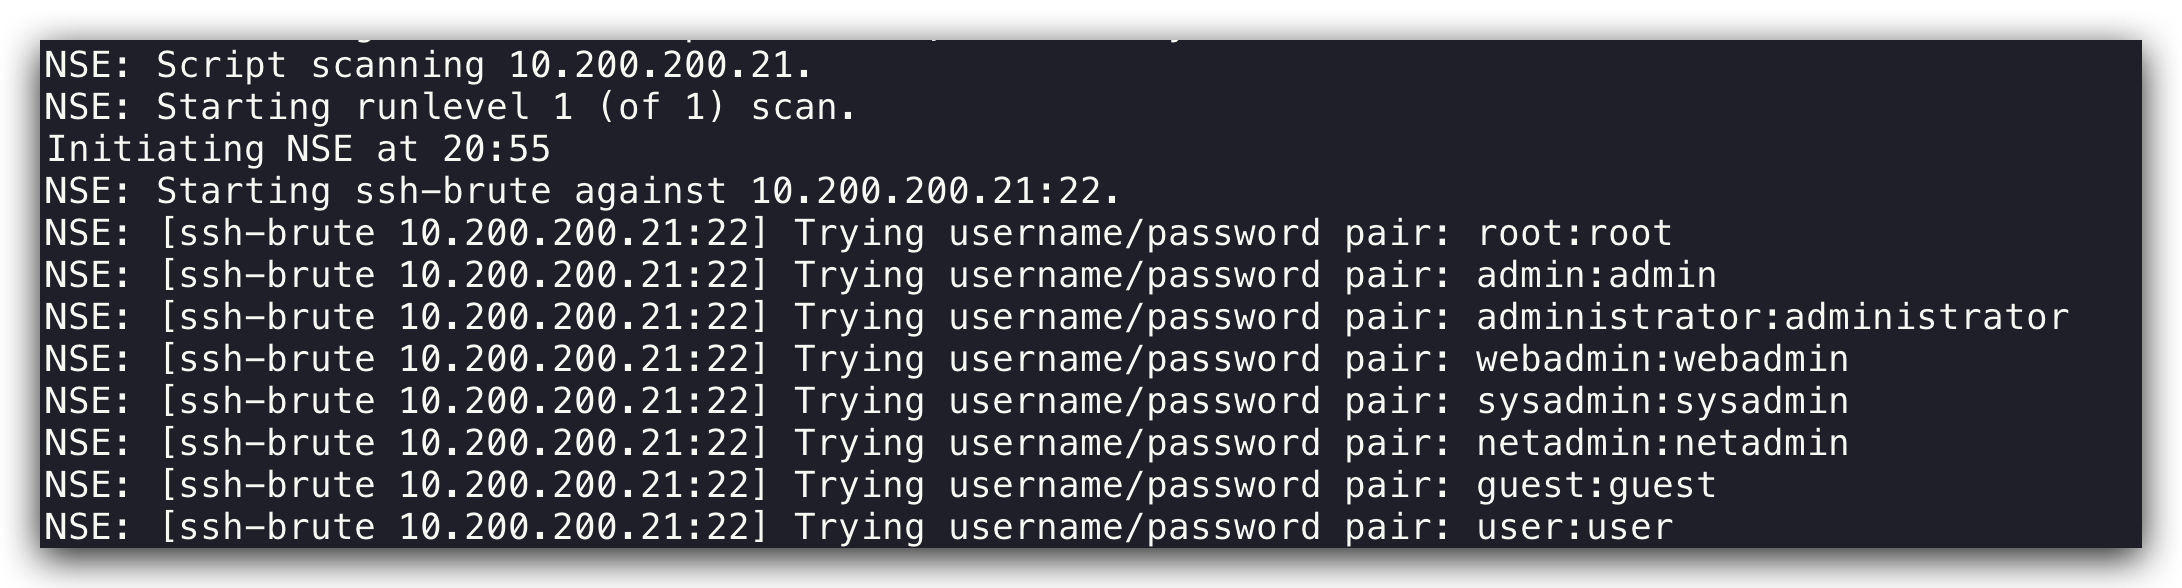 NSE: Script scanning 10.200.200.21.
NSE: Starting runlevel 1 (of 1) scan.
Initiating NSE at 20:55
NSE: Starting ssh-brute against 10.200.200.21:22.
NSE: [ssh-brute 10.200.200.21:22] Trying username/password pair: root:root
NSE: [ssh-brute 10.200.200.21:22] Trying username/password pair: admin:admin
NSE: [ssh-brute 10.200.200.21:22] Trying username/password pair: administrator:administrator
NSE: [ssh-brute 10.200.200.21:22] Trying username/password pair: webadmin:webadmin
NSE: [ssh-brute 10.200.200.21:22] Trying username/password pair: sysadmin:sysadmin
NSE: [ssh-brute 10.200.200.21:22] Trying username/password pair: netadmin:netadmin
NSE: [ssh-brute 10.200.200.21:22] Trying username/password pair: guest:guest
NSE: [ssh-brute 10.200.200.21:22] Trying username/password pair: user:user